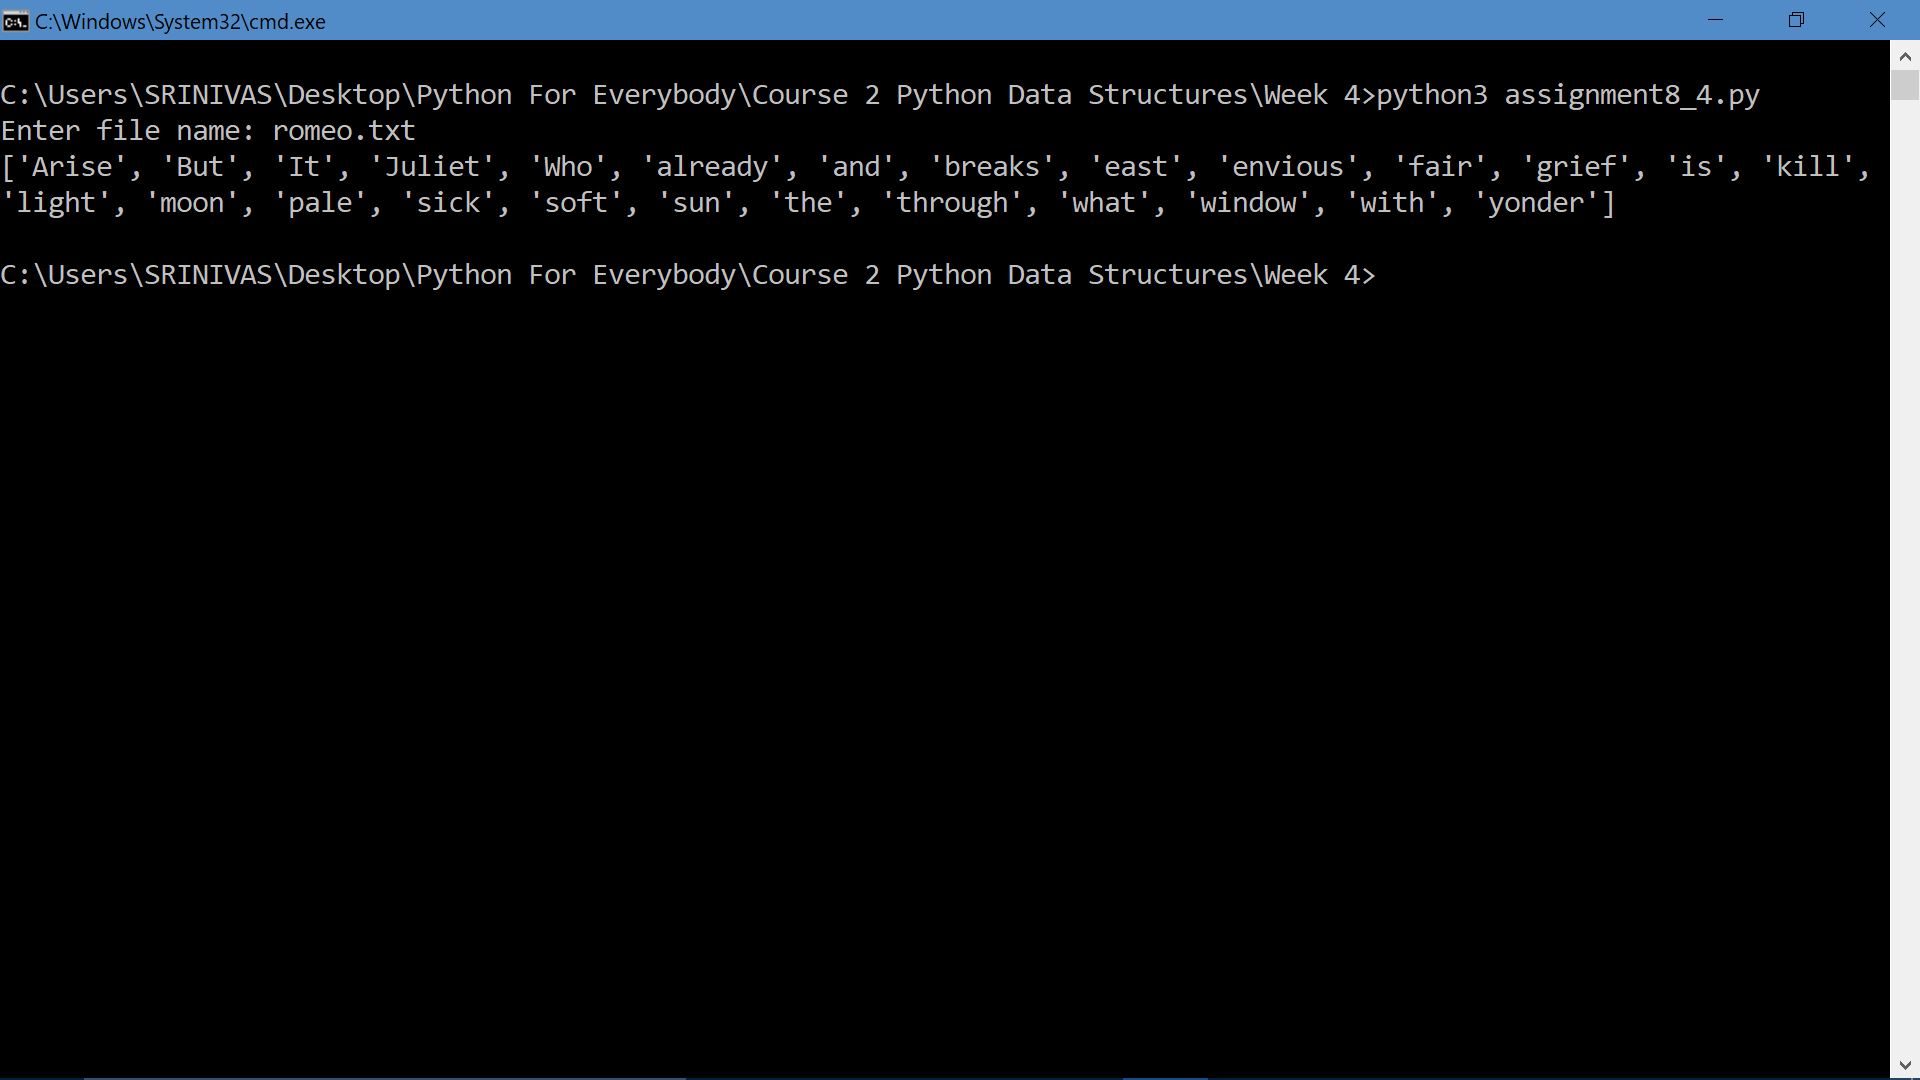 C:\Windows\System32\cmd.exe
C:\Users\SRINIVAS\Desktop\Python For Everybody\Course 2 Python Data Structures\Week 4>python3 assignment8_4.py
Enter file name: romeo.txt
['Arise', 'But', 'It', 'Juliet', 'Who', 'already', 'and', 'breaks', 'east', 'envious', 'fair', 'grief', 'is', 'kill',
'light', 'moon', 'pale', 'sick', 'soft', 'sun', 'the', 'through', 'what', 'window', 'with', 'yonder']
C:\Users\SRINIVAS\Desktop\Python For Everybody\Course 2 Python Data Structures\Week 4>